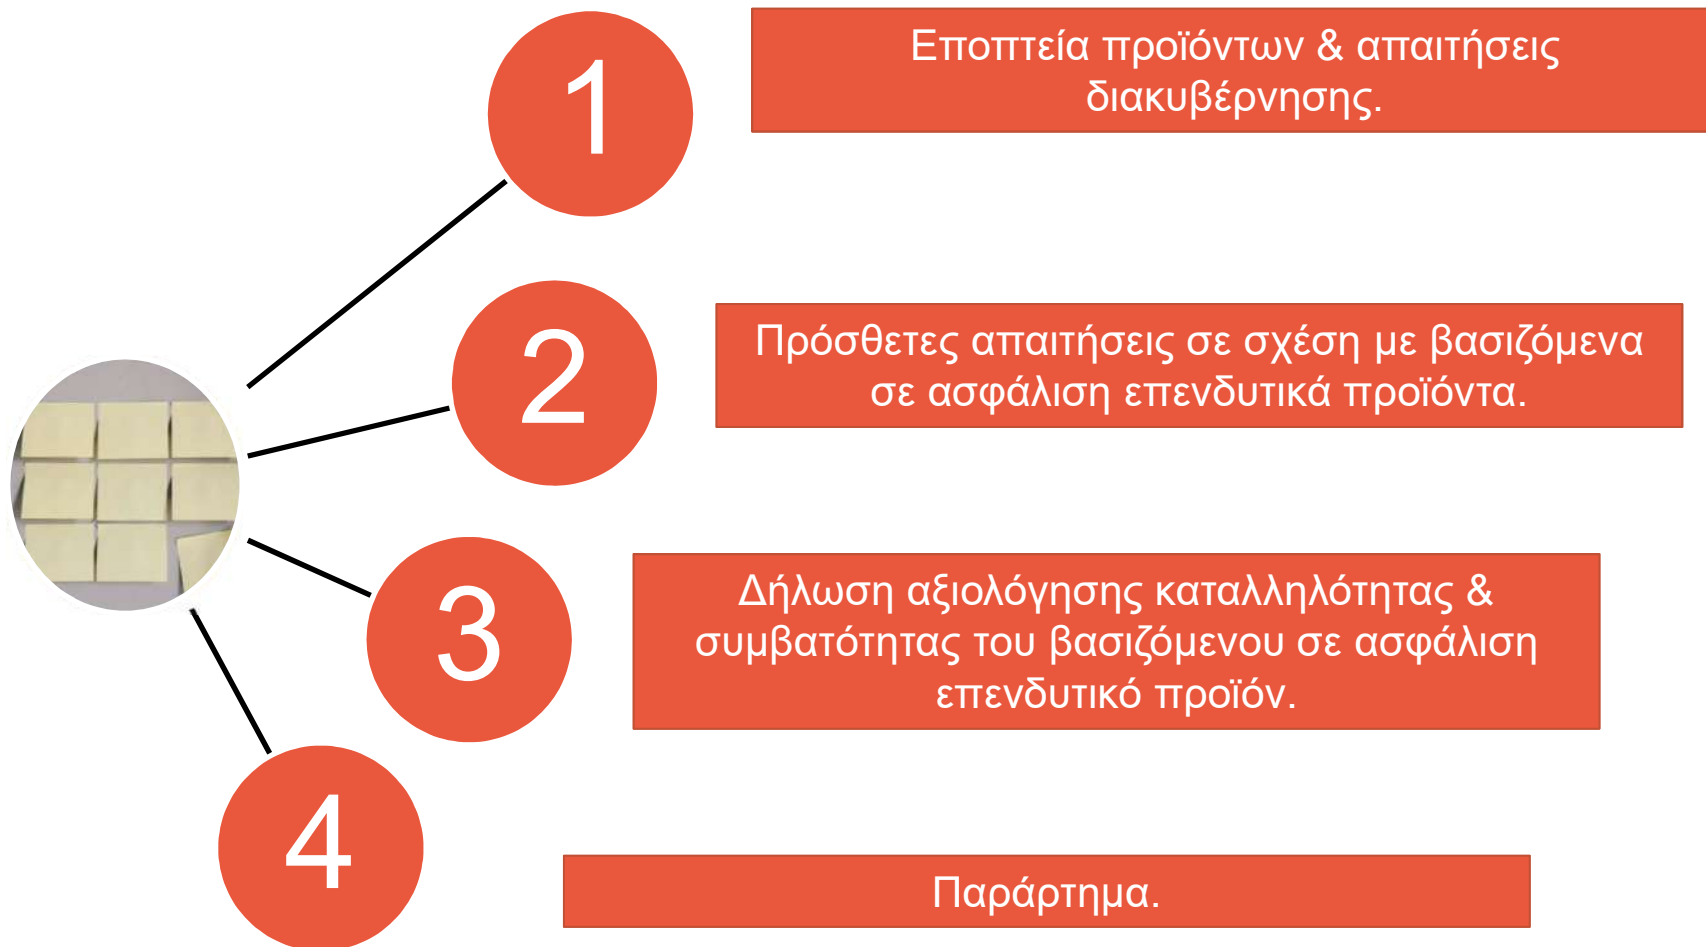 1
Εποπτεία προϊόντων & απαιτήσεις
διακυβέρνησης.
2
Πρόσθετες απαιτήσεις σε σχέση με βασιζόμενα
σε ασφάλιση επενδυτικά προϊόντα.
3
Δήλωση αξιολόγησης καταλληλότητας &
συμβατότητας του βασιζόμενου σε ασφάλιση
επενδυτικό προϊόν.
4
Παράρτημα.